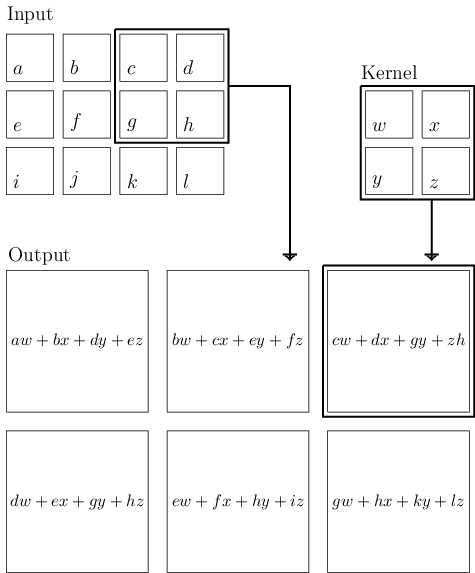 Input
a b c d
e f g h
i j k l
Kernel
w x
y z
Output
aw + bx + dy + ez bw + cx + ey + fz cw + dx + gy + zh
dw + ex + gy + hz ew + fx + hy + iz gw + hx + ky + lz